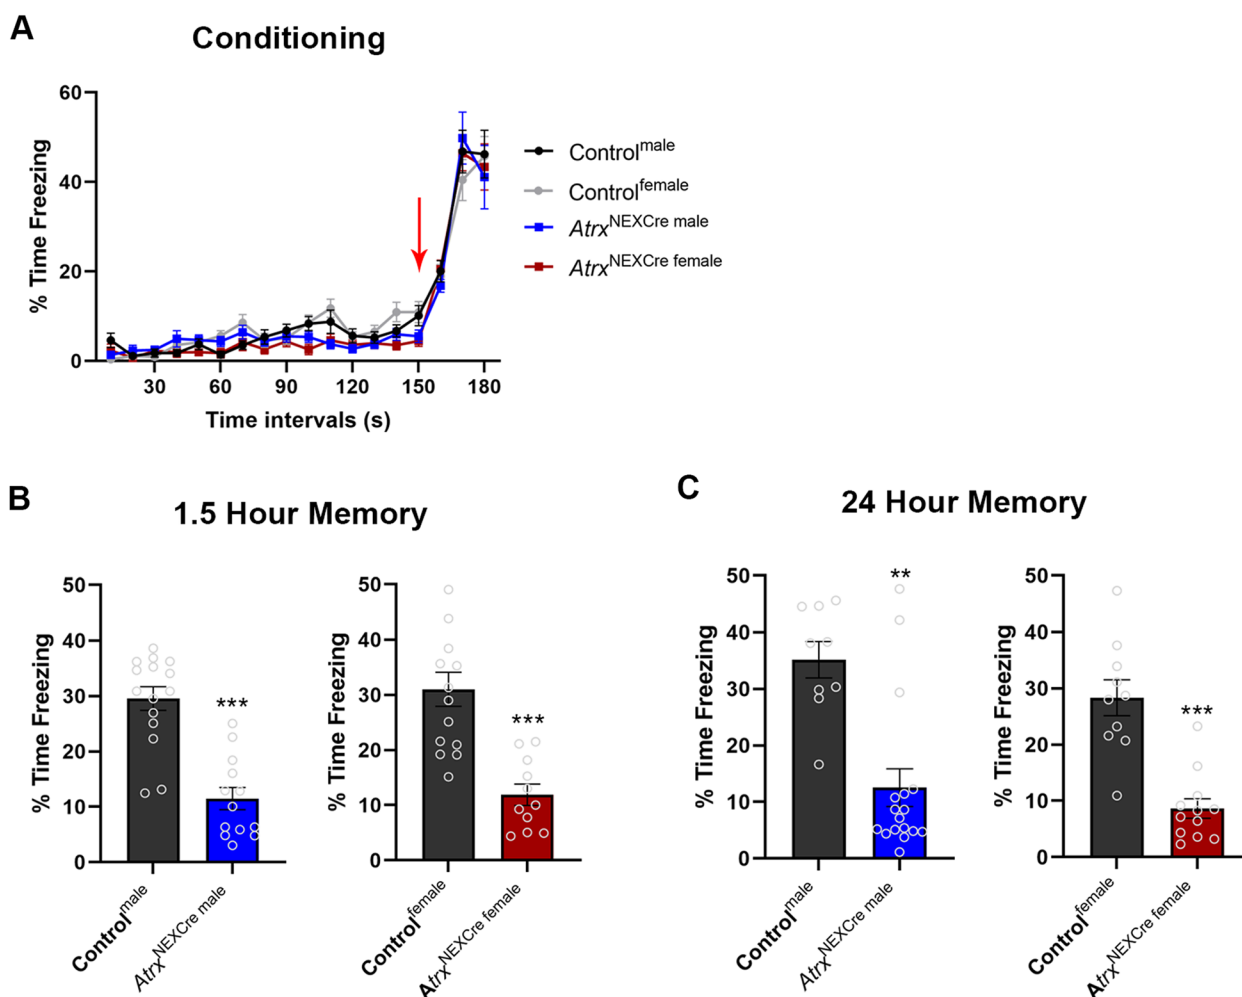 A
Conditioning
% Time Freezing
60
40
20
0
30
60
90
120
150
180
Time intervals (s)
Control^male
Control^female
Atrx^NEXCre male
Atrx^NEXCre female
B
1.5 Hour Memory
% Time Freezing
50
40
30
20
10
0
***
Control^male
Atrx^NEXCre male
% Time Freezing
50
40
30
20
10
0
***
Control^female
Atrx^NEXCre female
C
24 Hour Memory
% Time Freezing
50
40
30
20
10
0
**
Control^male
Atrx^NEXCre male
% Time Freezing
50
40
30
20
10
0
***
Control^female
Atrx^NEXCre female